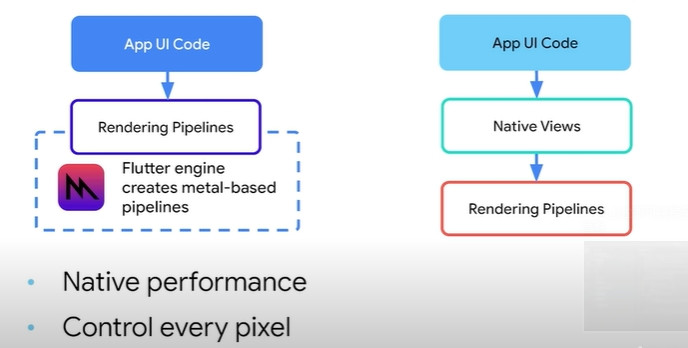 App UI Code
Rendering Pipelines
Flutter engine
creates metal-based
pipelines
App UI Code
Native Views
Rendering Pipelines
Native performance
Control every pixel